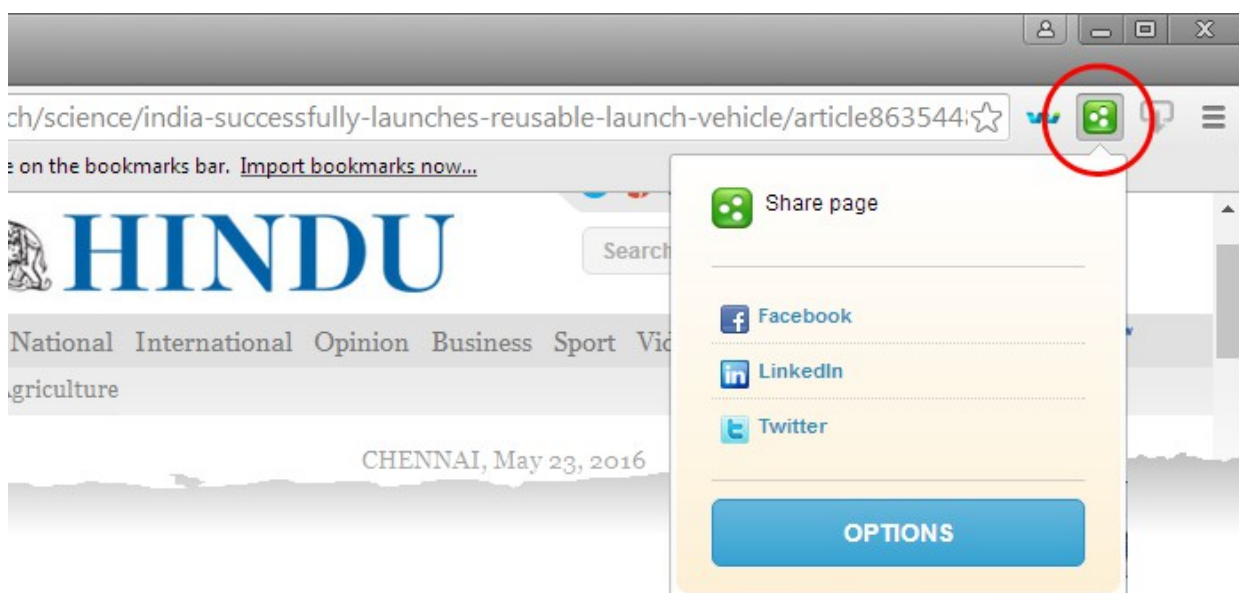 ch/science/india-successfully-launches-reusable-launch-vehicle/article863544
on the bookmarks bar. Import bookmarks now...
HINDU
Search
National International Opinion Business Sport
Agriculture
CHENNAI, May 23, 2016
Share page
Facebook
LinkedIn
Twitter
OPTIONS